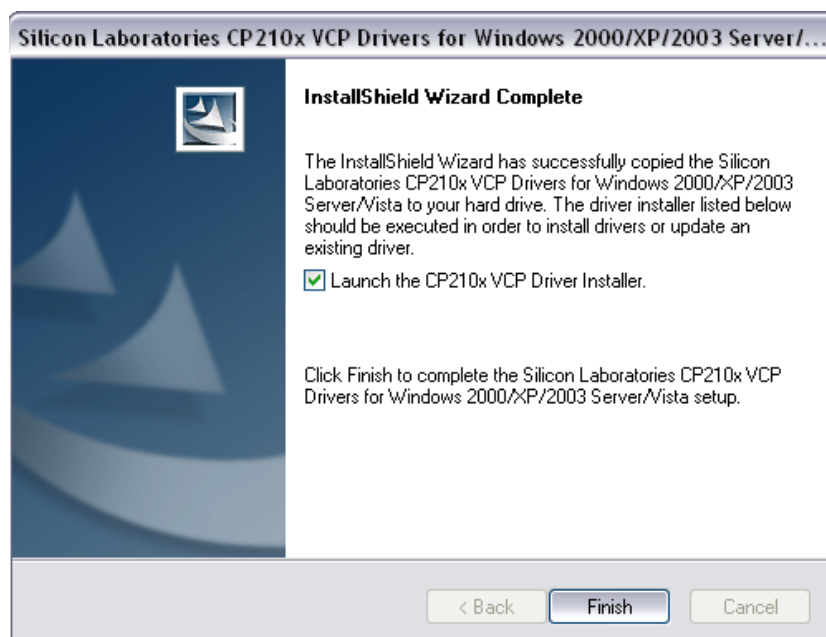 Silicon Laboratories CP210x VCP Drivers for Windows 2000/XP/2003 Server/...
InstallShield Wizard Complete
The InstallShield Wizard has successfully copied the Silicon
Laboratories CP210x VCP Drivers for Windows 2000/XP/2003
Server/Vista to your hard drive. The driver installer listed below
should be executed in order to install drivers or update an
existing driver.
Launch the CP210x VCP Driver Installer.
Click Finish to complete the Silicon Laboratories CP210x VCP
Drivers for Windows 2000/XP/2003 Server/Vista setup.
< Back
Finish
Cancel